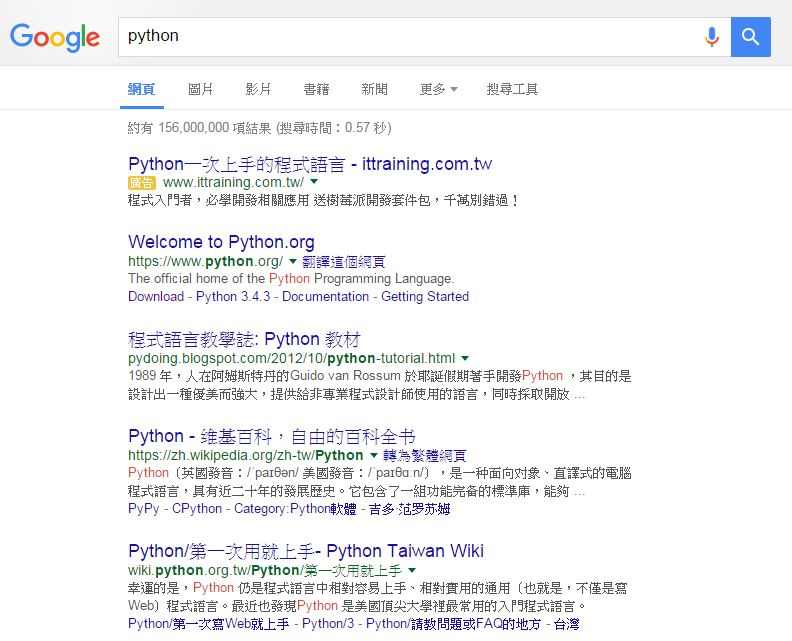 Google
python
網頁 圖片 影片 書籍 新聞 更多 搜尋工具
約有 156,000,000 項結果 (搜尋時間：0.57 秒)
Python一次上手的程式語言 - ittraining.com.tw
廣告 www.ittraining.com.tw/
程式入門者，必學開發相關應用 送樹莓派開發套件包，千萬別錯過！
Welcome to Python.org
https://www.python.org/ 翻譯這個網頁
The official home of the Python Programming Language.
Download - Python 3.4.3 - Documentation - Getting Started
程式語言教學誌: Python 教材
pydoing.blogspot.com/2012/10/python-tutorial.html
1989 年，人在阿姆斯特丹的Guido van Rossum 於耶誕假期著手開發Python ，其目的是
設計出一種優美而強大，提供給非專業程式設計師使用的語言，同時採取開放 ...
Python - 维基百科，自由的百科全书
https://zh.wikipedia.org/zh-tw/Python 轉為繁體網頁
Python（英國發音：/ˈpaɪθən/ 美國發音：/ˈpaɪθɑːn/），是一种面向对象、直譯式的電腦
程式語言，具有近二十年的發展歷史。它包含了一組功能完备的標準庫，能夠 ...
PyPy - CPython - Category:Python軟體 - 吉多·范罗苏姆
Python/第一次用就上手- Python Taiwan Wiki
wiki.python.org.tw/Python/第一次用就上手
幸運的是，Python 仍是程式語言中相對容易上手、相對實用的通用（也就是，不僅是寫
Web）程式語言。最近也發現Python 是美國頂尖大學裡最常用的入門程式語言。
Python/第一次寫Web就上手 - Python/3 - Python/請教問題或FAQ的地方 - 台灣